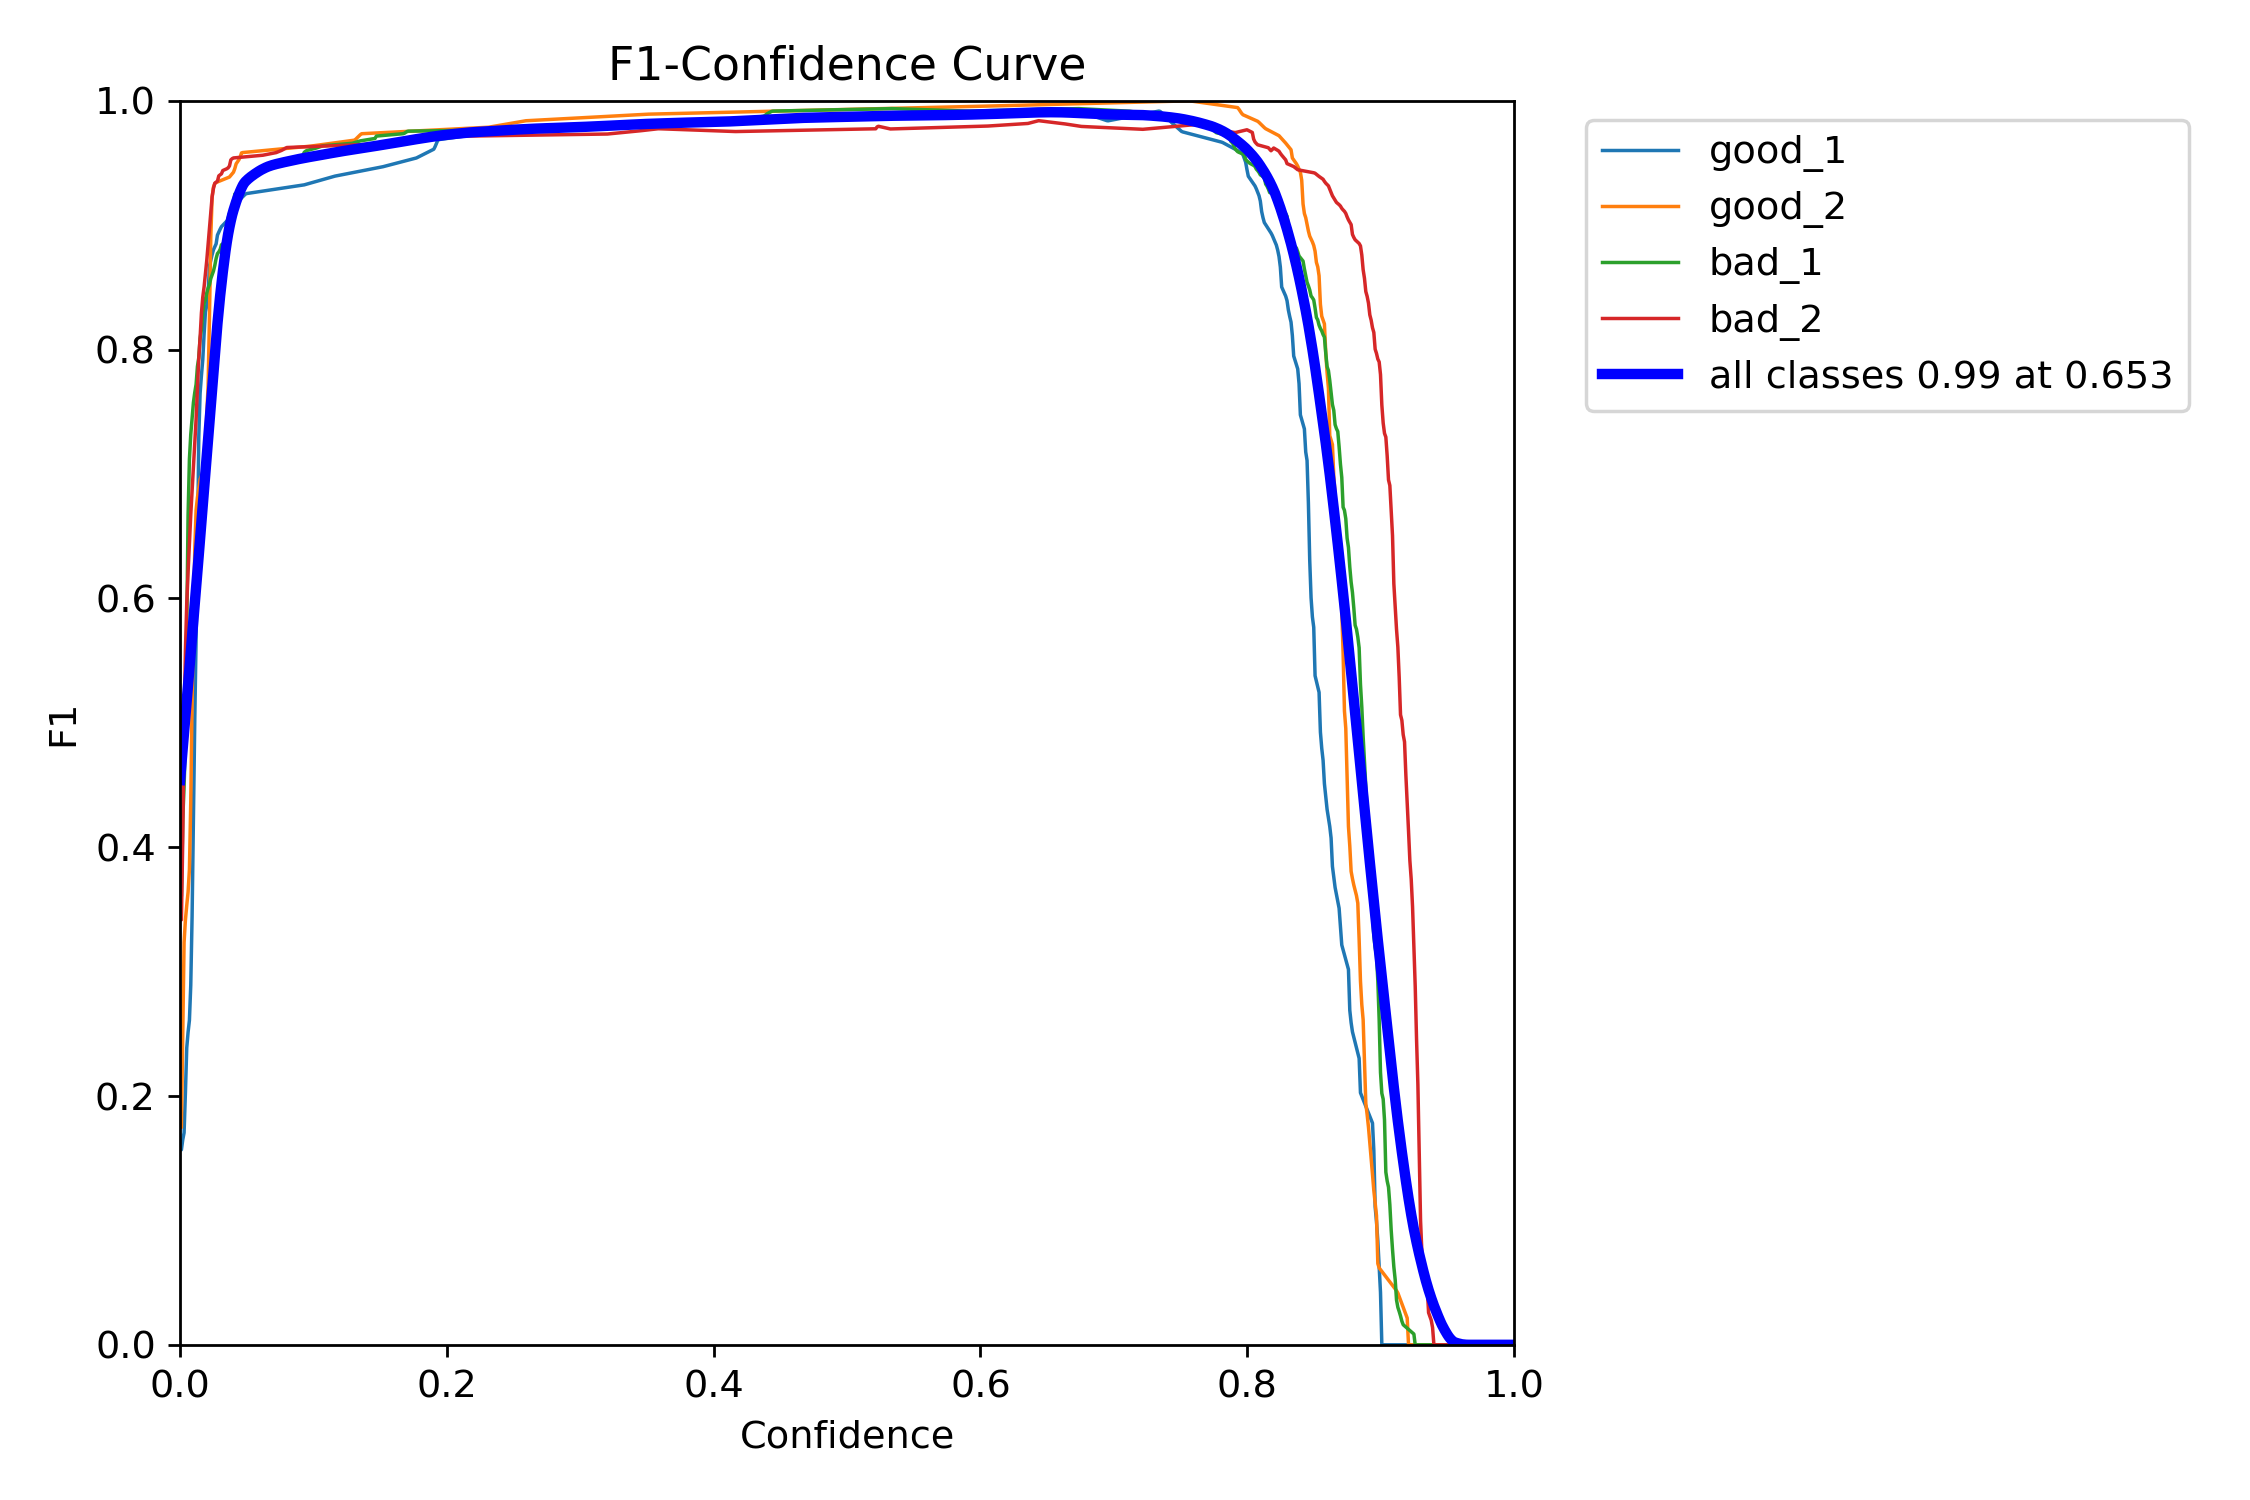 F1-Confidence Curve
1.0
0.8
0.6
0.4
0.2
0.0
F1
0.0 0.2 0.4 0.6 0.8 1.0
Confidence
good_1
good_2
bad_1
bad_2
all classes 0.99 at 0.653